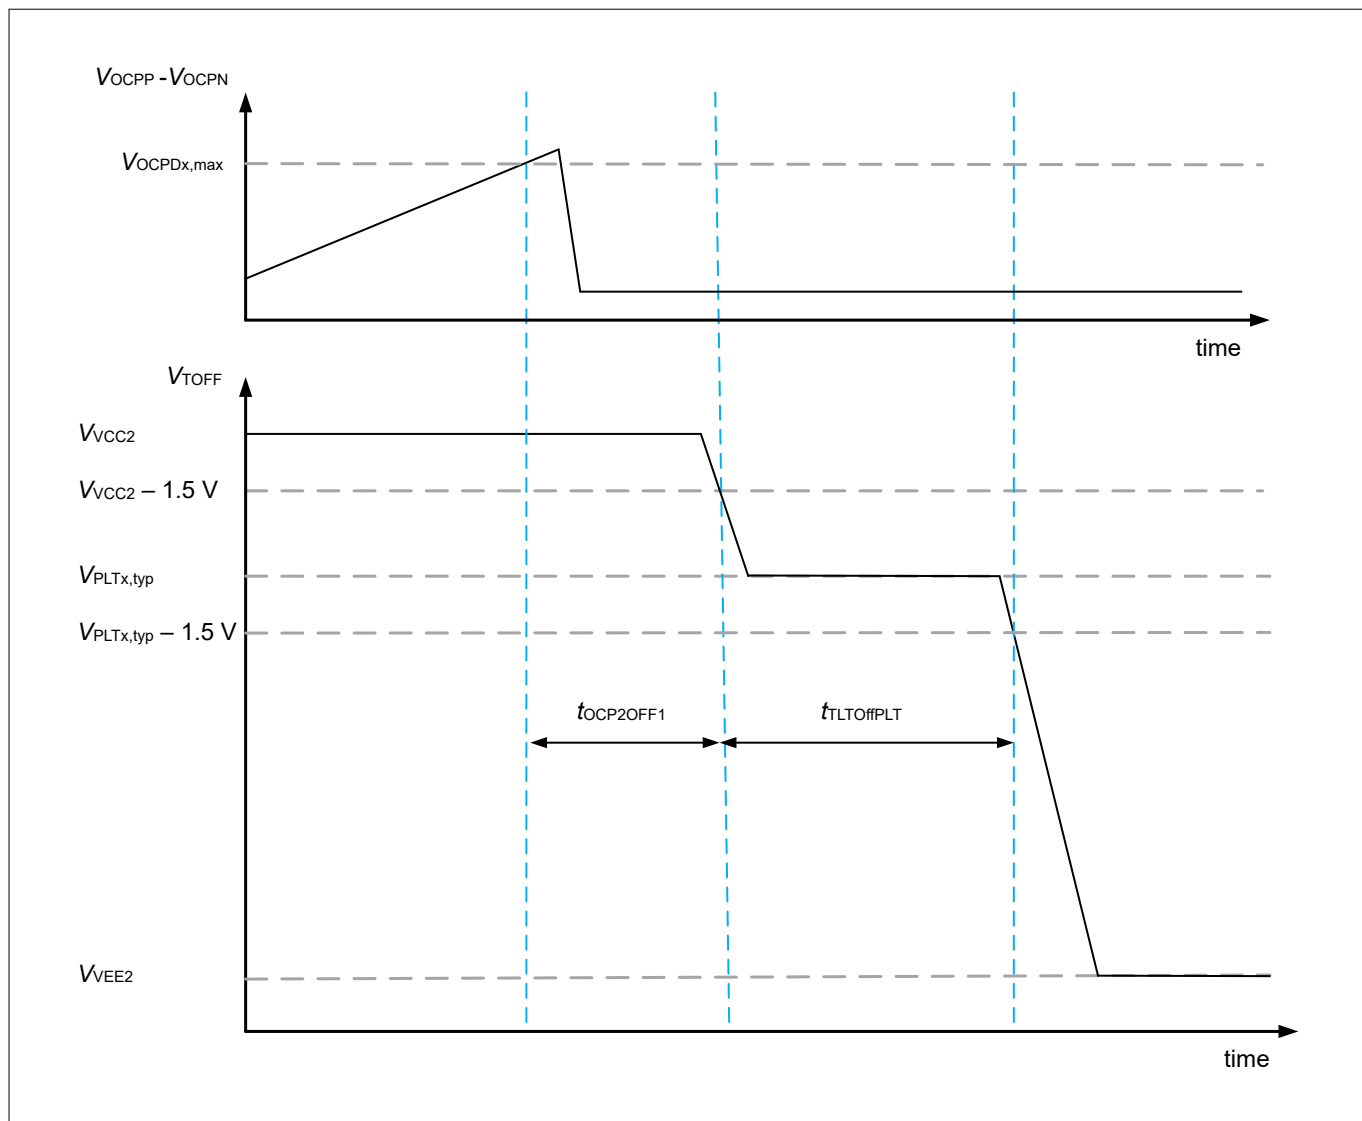 VOCPP -VOCPN
VOCPDx,max
time
VTOFF
VVCC2
VVCC2 – 1.5 V
VPLTx,typ
VPLTx,typ – 1.5 V
tOCP2OFF1
tTLTOffPLT
VVEE2
time